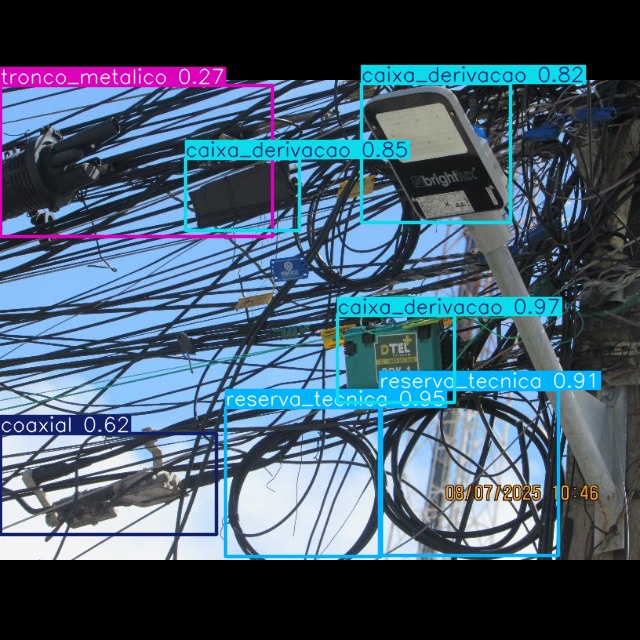 caixa_derivacao 0.82
tronco_metalico 0.27
caixa_derivacao 0.85
bright
caixa_derivacao 0.97
DTEL
reserva_tecnica 0.91
reserva_tecnica 0.95
coaxial 0.62
08/07/2025 10:46